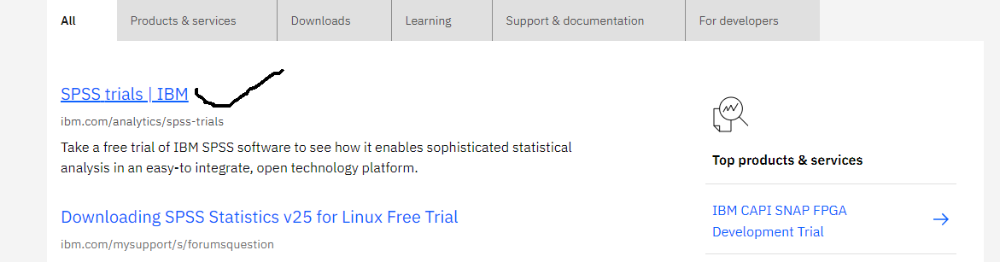 All
Products & services
Downloads
Learning
Support & documentation
For developers
SPSS trials | IBM
ibm.com/analytics/spss-trials
Take a free trial of IBM SPSS software to see how it enables sophisticated statistical
analysis in an easy-to integrate, open technology platform.
Downloading SPSS Statistics v25 for Linux Free Trial
ibm.com/mysupport/s/forumsquestion
Top products & services
IBM CAPI SNAP FPGA
Development Trial